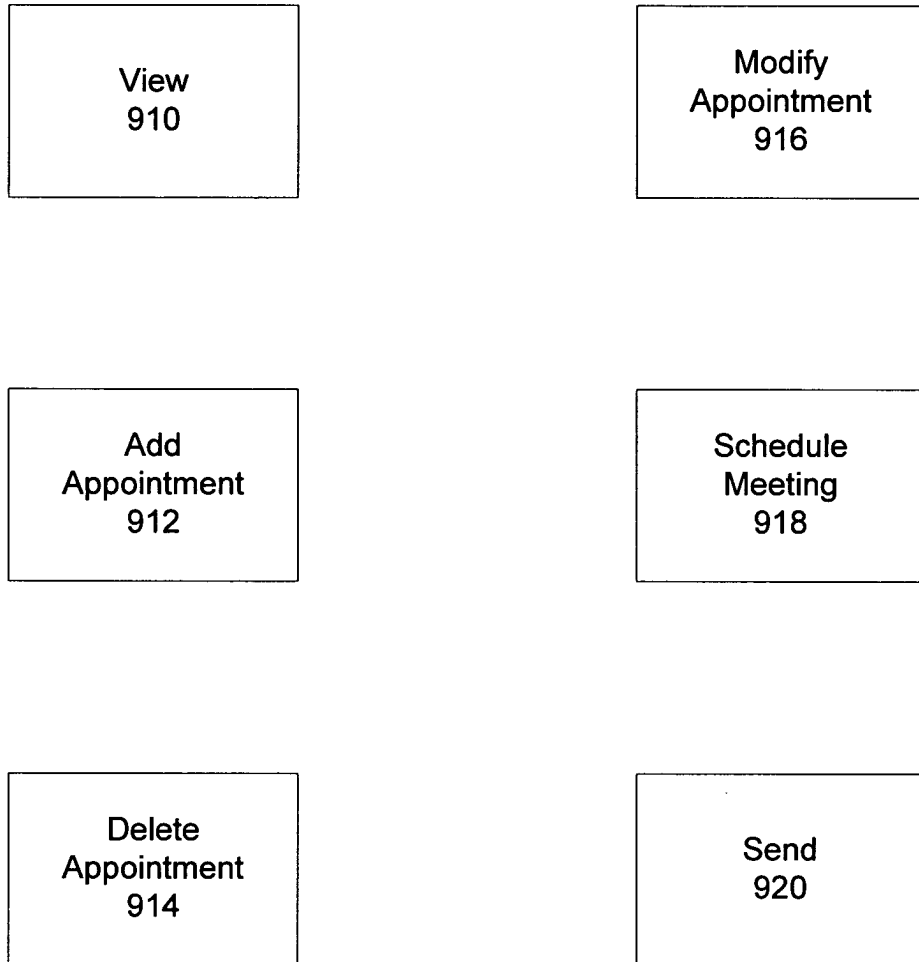 View
910
Modify
Appointment
916
Add
Appointment
912
Schedule
Meeting
918
Delete
Appointment
914
Send
920